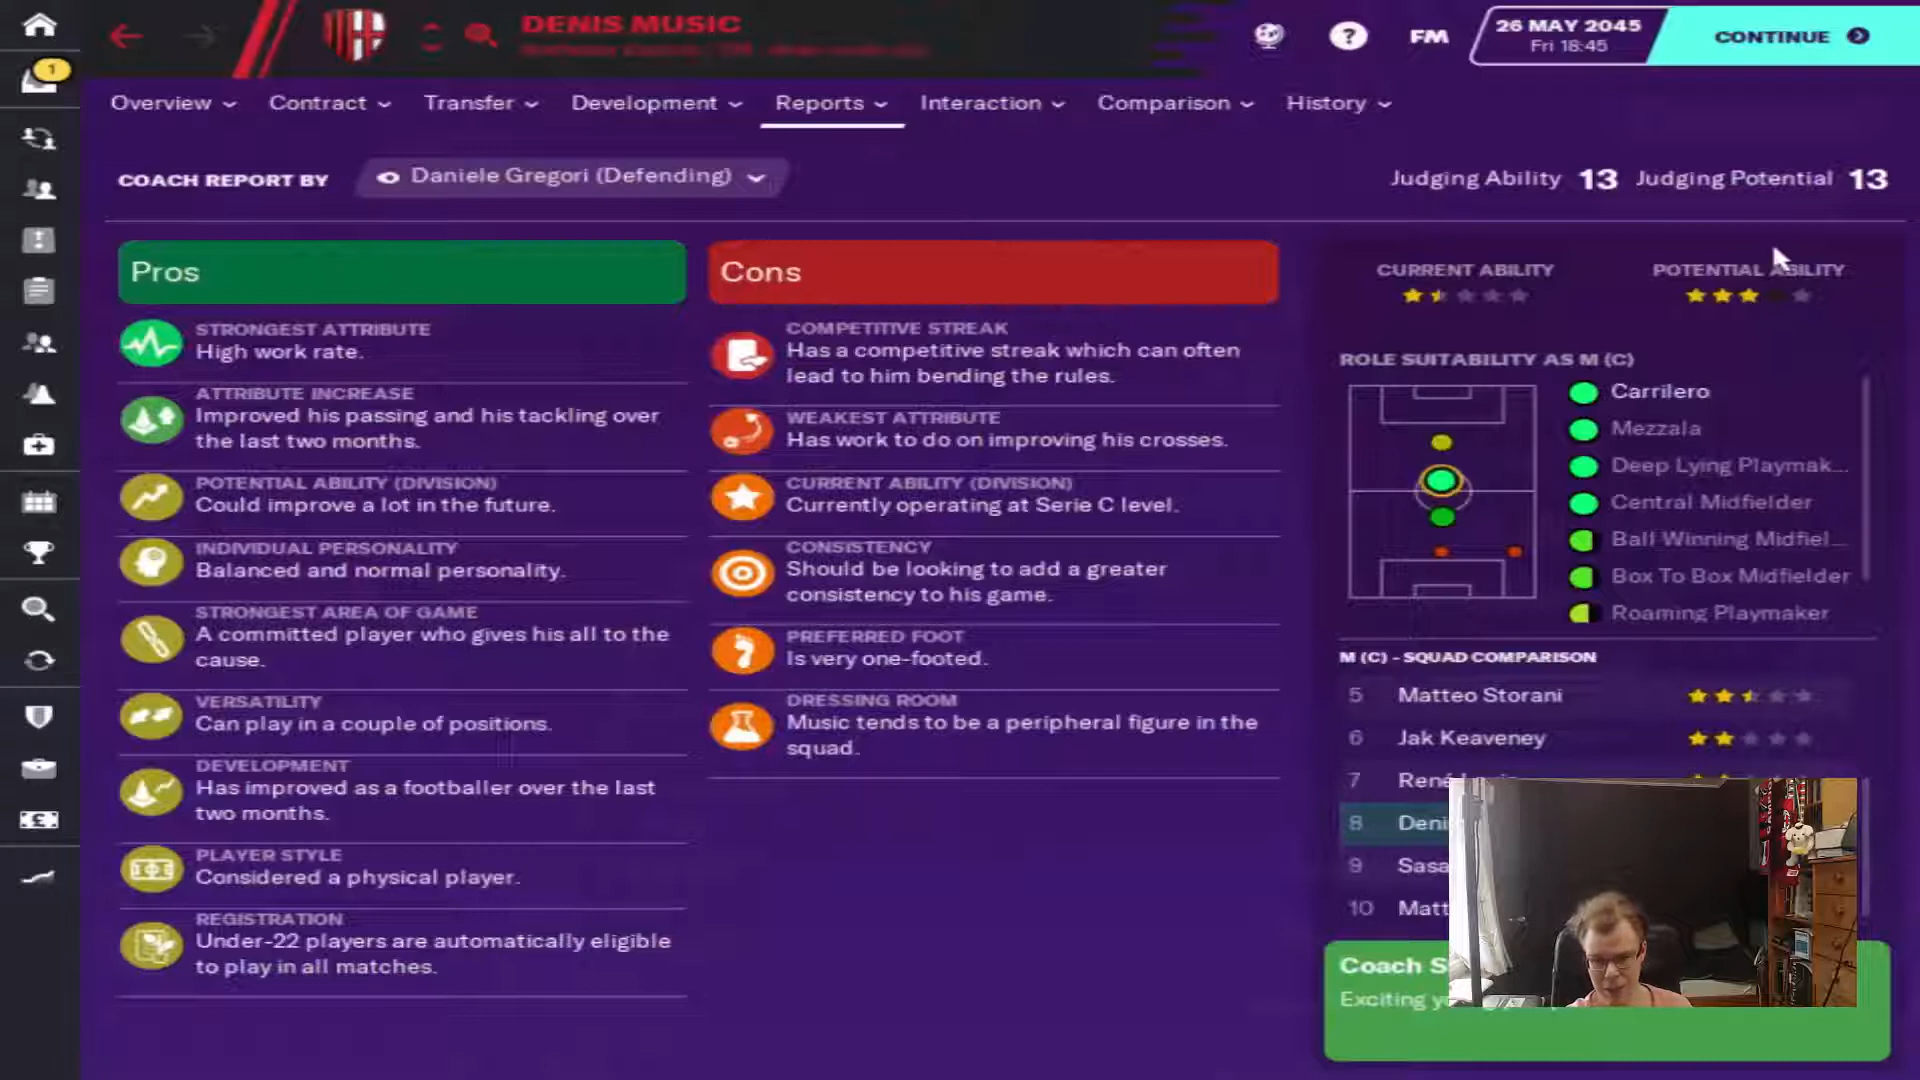 DENIS MUSIC
FM
26 MAY 2045
Fri 18:45
CONTINUE
1
Overview
Contract
Transfer
Development
Reports
Interaction
Comparison
History
COACH REPORT BY
Daniele Gregori (Defending)
Judging Ability 13
Judging Potential 13
Pros
STRONGEST ATTRIBUTE
High work rate.
ATTRIBUTE INCREASE
Improved his passing and his tackling over
the last two months.
POTENTIAL ABILITY (DIVISION)
Could improve a lot in the future.
INDIVIDUAL PERSONALITY
Balanced and normal personality.
STRONGEST AREA OF GAME
A committed player who gives his all to the
cause.
VERSATILITY
Can play in a couple of positions.
DEVELOPMENT
Has improved as a footballer over the last
two months.
PLAYER STYLE
Considered a physical player.
REGISTRATION
Under-22 players are automatically eligible
to play in all matches.
Cons
COMPETITIVE STREAK
Has a competitive streak which can often
lead to him bending the rules.
WEAKEST ATTRIBUTE
Has work to do on improving his crosses.
CURRENT ABILITY (DIVISION)
Currently operating at Serie C level.
CONSISTENCY
Should be looking to add a greater
consistency to his game.
PREFERRED FOOT
Is very one-footed.
DRESSING ROOM
Music tends to be a peripheral figure in the
squad.
CURRENT ABILITY
POTENTIAL ABILITY
ROLE SUITABILITY AS M (C)
Carrilero
Mezzala
Deep Lying Playmak...
Central Midfielder
Ball Winning Midfiel...
Box To Box Midfielder
Roaming Playmaker
M (C) - SQUAD COMPARISON
5 Matteo Storani
6 Jak Keaveney
7 René
8 Deni
9 Sasa
10 Matt
Coach S
Exciting y